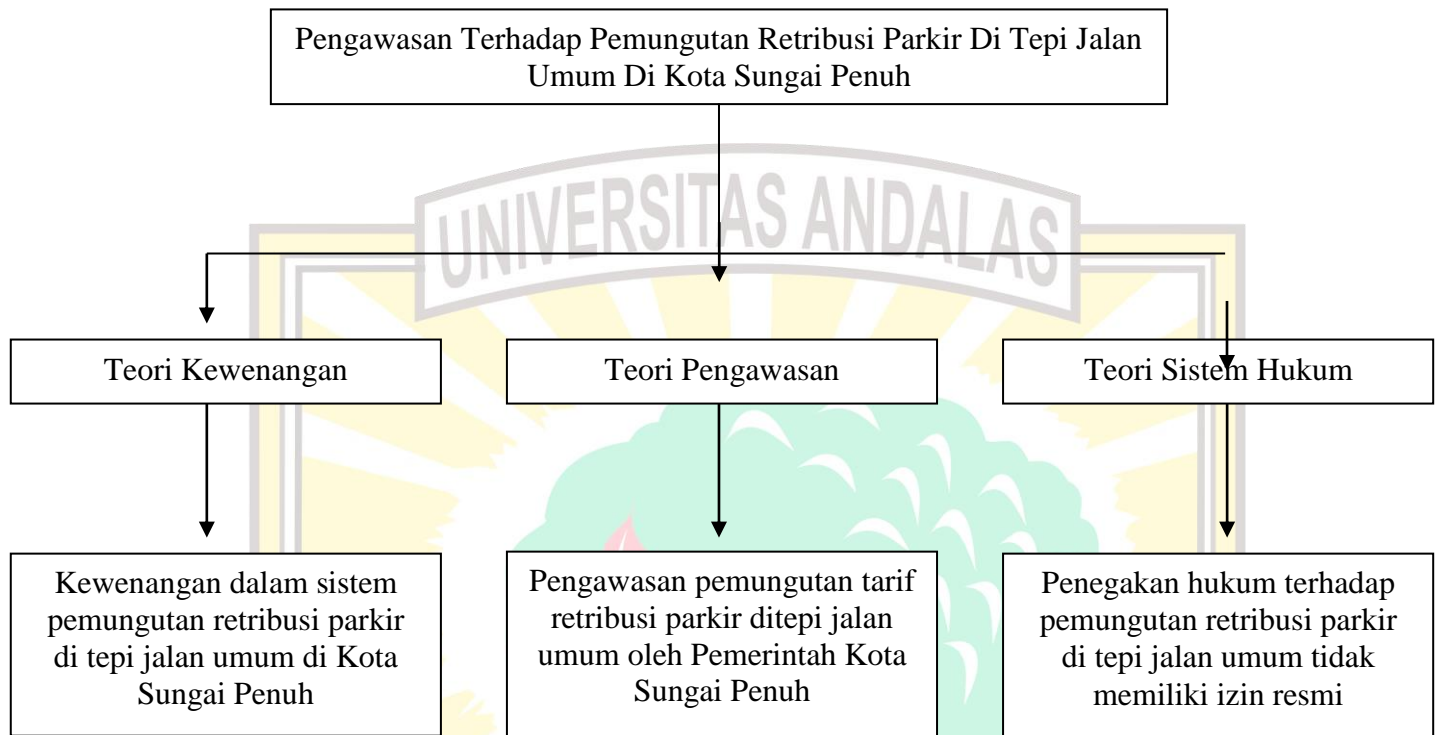 Pengawasan Terhadap Pemungutan Retribusi Parkir Di Tepi Jalan
Umum Di Kota Sungai Penuh
UNIVERSITAS ANDALAS
Teori Kewenangan
Teori Pengawasan
Teori Sistem Hukum
Kewenangan dalam sistem
pemungutan retribusi parkir
di tepi jalan umum di Kota
Sungai Penuh
Pengawasan pemungutan tarif
retribusi parkir ditepi jalan
umum oleh Pemerintah Kota
Sungai Penuh
Penegakan hukum terhadap
pemungutan retribusi parkir
di tepi jalan umum tidak
memiliki izin resmi